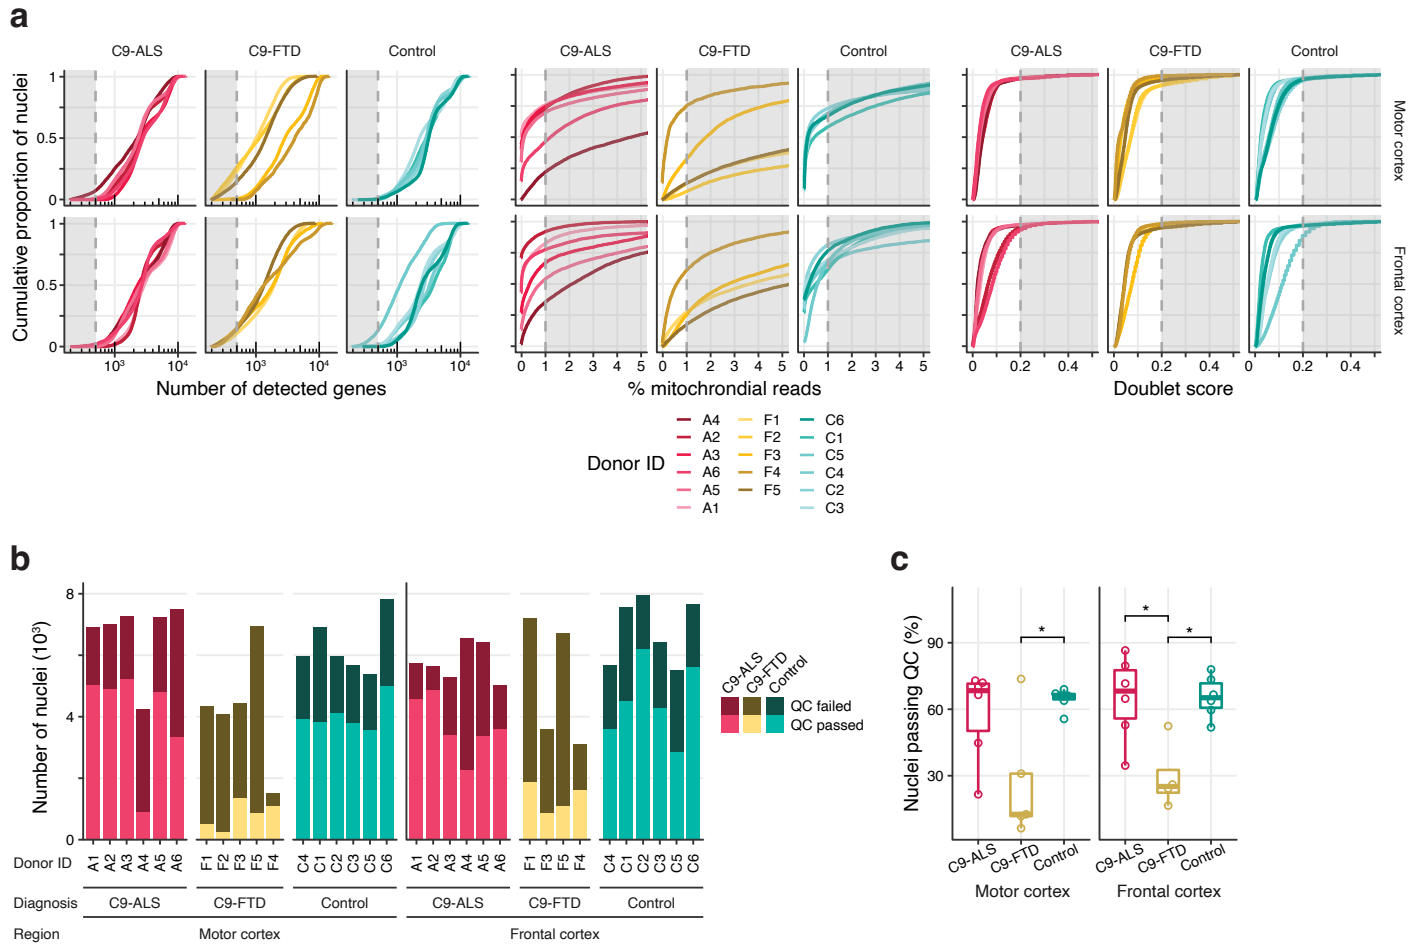 a
C9-ALS C9-FTD Control C9-ALS C9-FTD Control C9-ALS C9-FTD Control
Cumulative proportion of nuclei
1
0.5
0
Motor cortex
1
0.5
0
Frontal cortex
10³ 10⁴ 10³ 10⁴ 10³ 10⁴ 0 1 2 3 4 5 0 1 2 3 4 5 0 1 2 3 4 5 0 0.2 0.4 0 0.2 0.4 0 0.2 0.4
Number of detected genes % mitochrondial reads Doublet score
Donor ID
A4 F1 C6
A2 F2 C1
A3 F3 C5
A6 F4 C4
A5 F5 C2
A1 C3
b
Number of nuclei (10³)
8
4
0
C9-ALS C9-FTD Control
QC failed
QC passed
Donor ID A1 A2 A3 A4 A5 A6 F1 F2 F3 F5 F4 C4 C1 C2 C3 C5 C6 A1 A2 A3 A4 A5 A6 F1 F3 F5 F4 C4 C1 C2 C3 C5 C6
Diagnosis C9-ALS C9-FTD Control C9-ALS C9-FTD Control
Region Motor cortex Frontal cortex
c
Nuclei passing QC (%)
90
60
30
* * *
C9-ALS C9-FTD Control C9-ALS C9-FTD Control
Motor cortex Frontal cortex